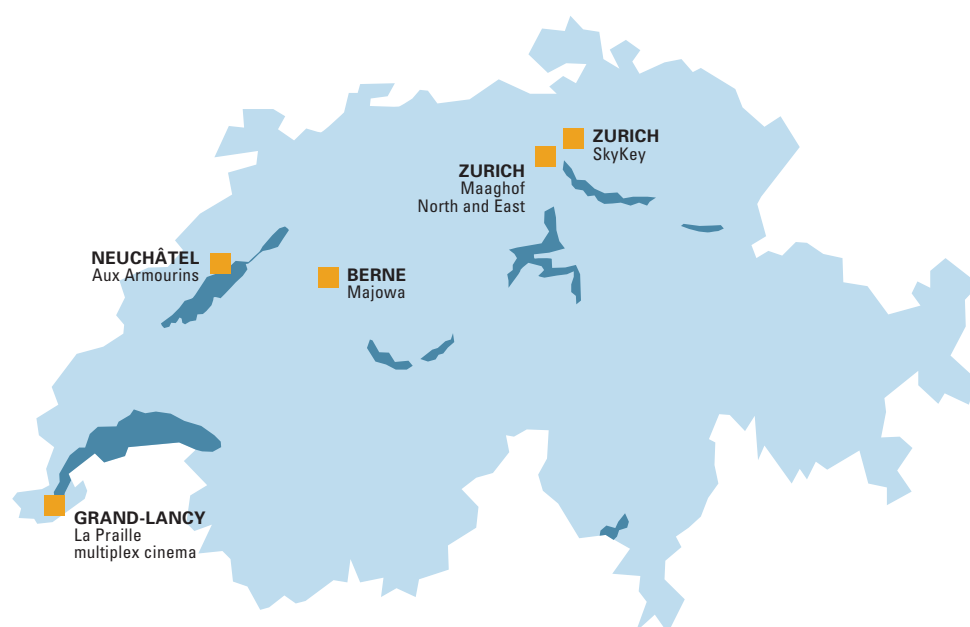 ZURICH
SkyKey
ZURICH
Maaghof
North and East
NEUCHÂTEL
Aux Armourins
BERNE
Majowa
GRAND-LANCY
La Praille
multiplex cinema